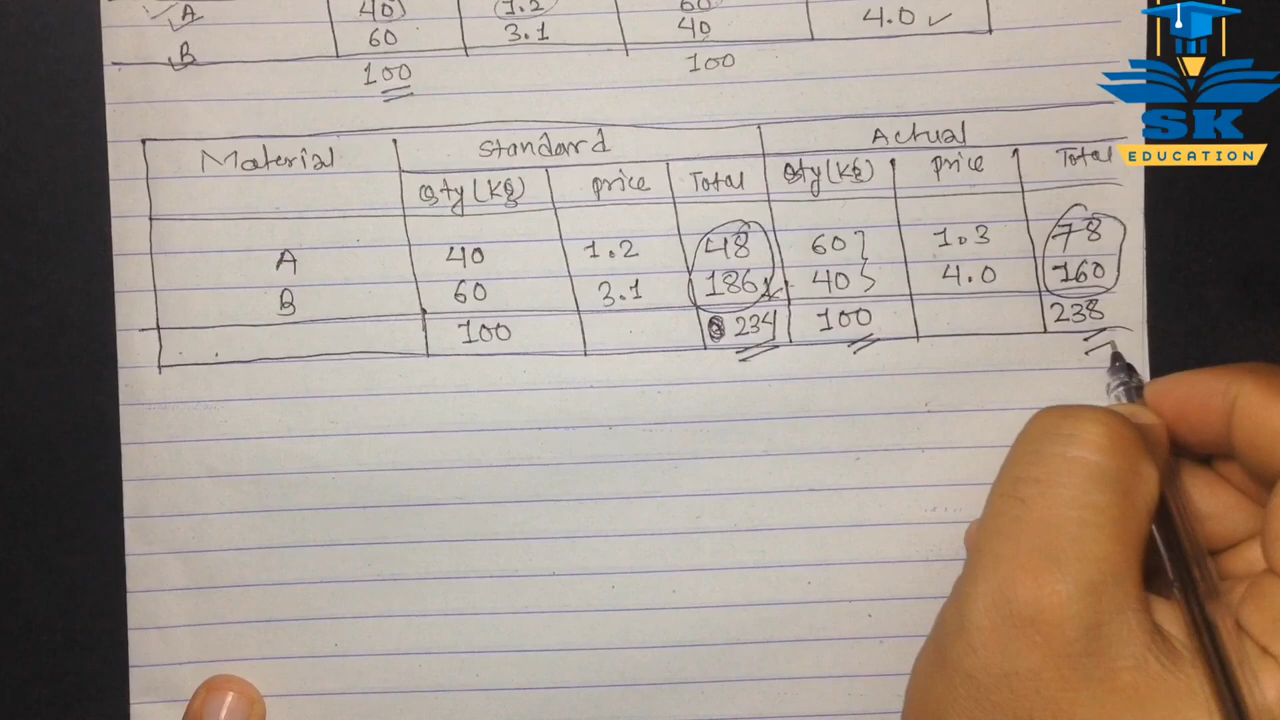 A 40 1.2 60
B 60 3.1 40 4.0
100 100
SK
EDUCATION
Material Standard Actual
Qty (Kg) price Total Qty (Kg) price Total
A 40 1.2 48 60 1.3 78
B 60 3.1 186 40 4.0 160
100 234 100 238